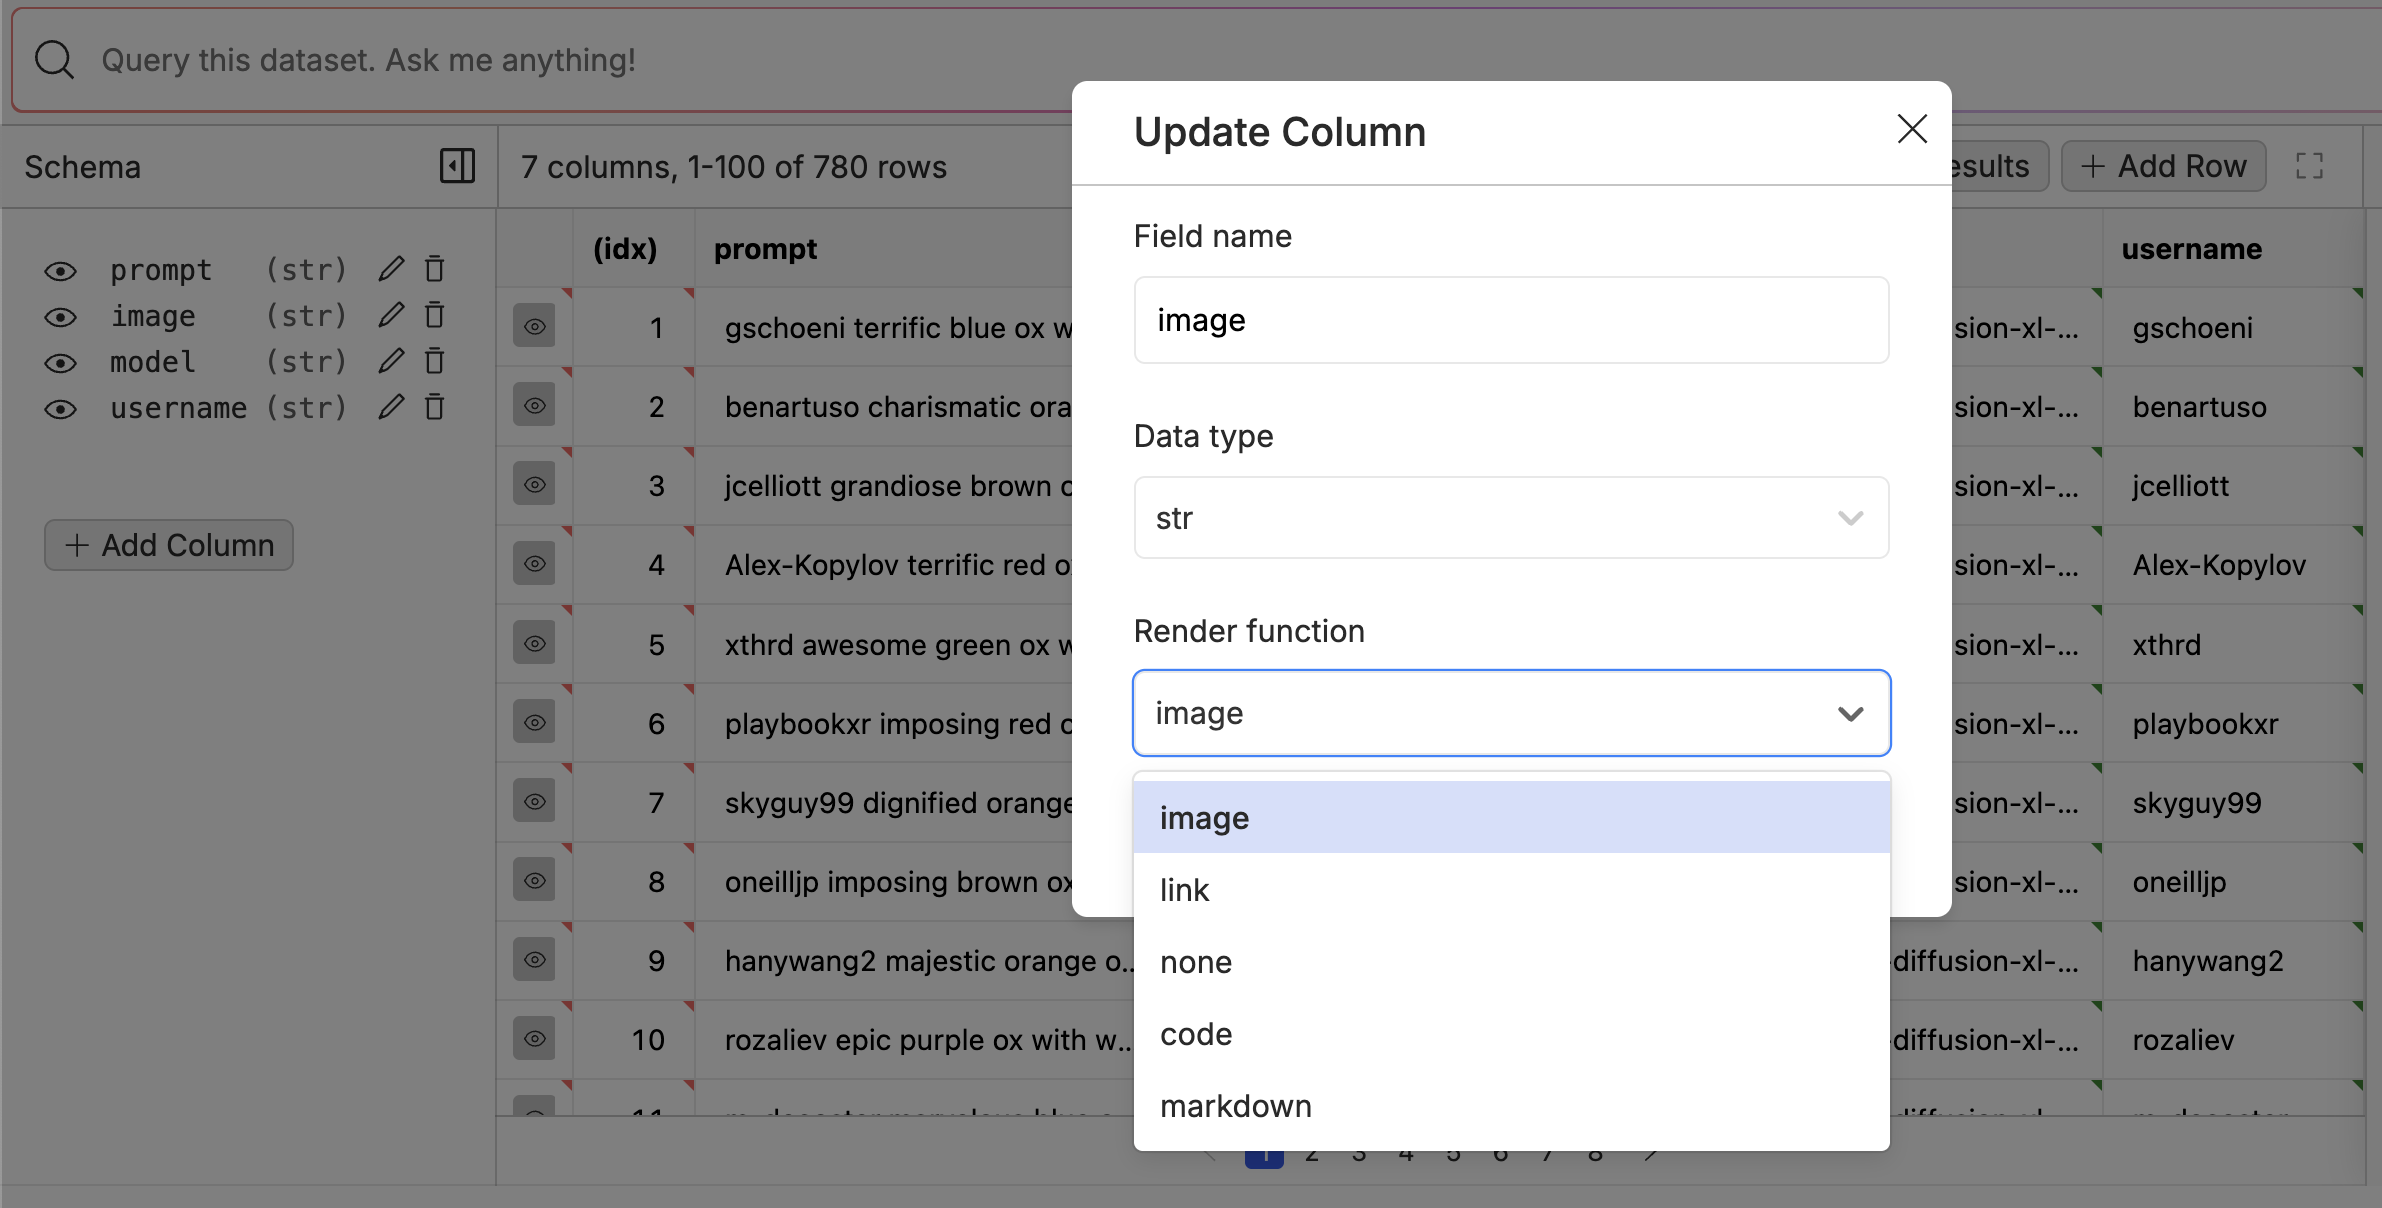 Query this dataset. Ask me anything!
Schema
7 columns, 1-100 of 780 rows
esults
+ Add Row
prompt (str)
image (str)
model (str)
username (str)
+ Add Column
(idx) prompt username
1 gschoeni terrific blue ox w sion-xl-... gschoeni
2 benartuso charismatic ora sion-xl-... benartuso
3 jcelliott grandiose brown o sion-xl-... jcelliott
4 Alex-Kopylov terrific red o sion-xl-... Alex-Kopylov
5 xthrd awesome green ox w sion-xl-... xthrd
6 playbookxr imposing red o sion-xl-... playbookxr
7 skyguy99 dignified orange sion-xl-... skyguy99
8 oneilljp imposing brown ox sion-xl-... oneilljp
9 hanywang2 majestic orange o... diffusion-xl-... hanywang2
10 rozaliev epic purple ox with w... diffusion-xl-... rozaliev
11
1 2 3 4 5 6 7 8
Update Column
Field name
image
Data type
str
Render function
image
image
link
none
code
markdown